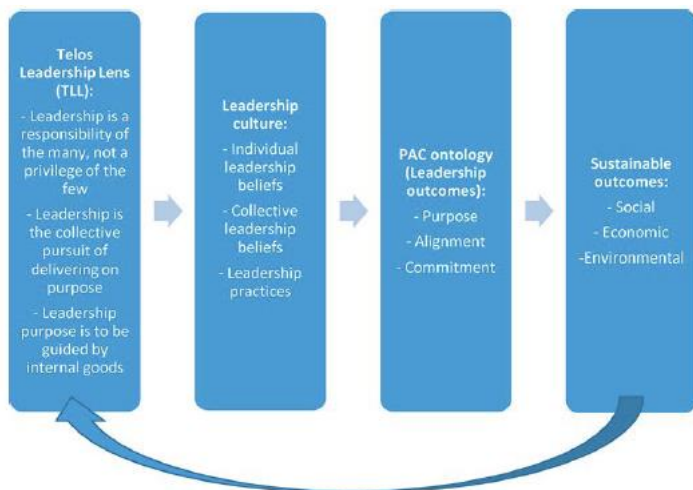 Telos
Leadership Lens
(TLL):
- Leadership is a
responsibility of
the many, not a
privilege of the
few
- Leadership is
the collective
pursuit of
delivering on
purpose
- Leadership
purpose is to be
guided by
internal goods
Leadership
culture:
- Individual
leadership
beliefs
- Collective
leadership
beliefs
- Leadership
practices
PAC ontology
(Leadership
outcomes):
- Purpose
- Alignment
- Commitment
Sustainable
outcomes:
- Social
- Economic
-Environmental